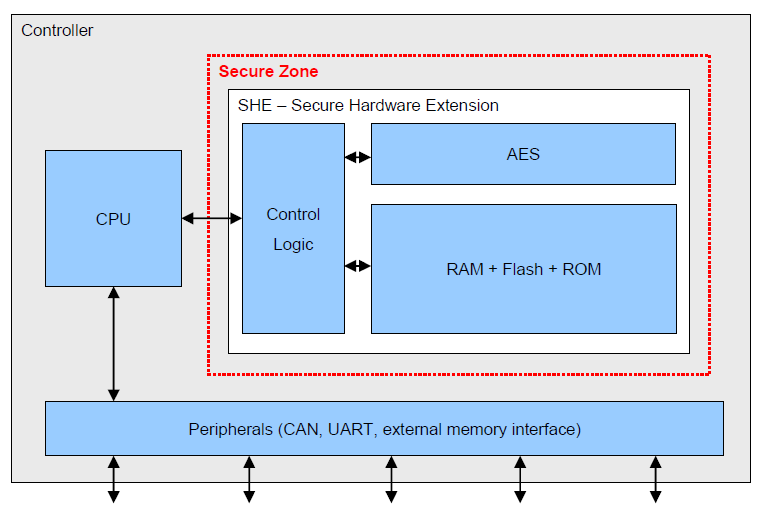 Controller
Secure Zone
SHE – Secure Hardware Extension
AES
CPU
Control
Logic
RAM + Flash + ROM
Peripherals (CAN, UART, external memory interface)